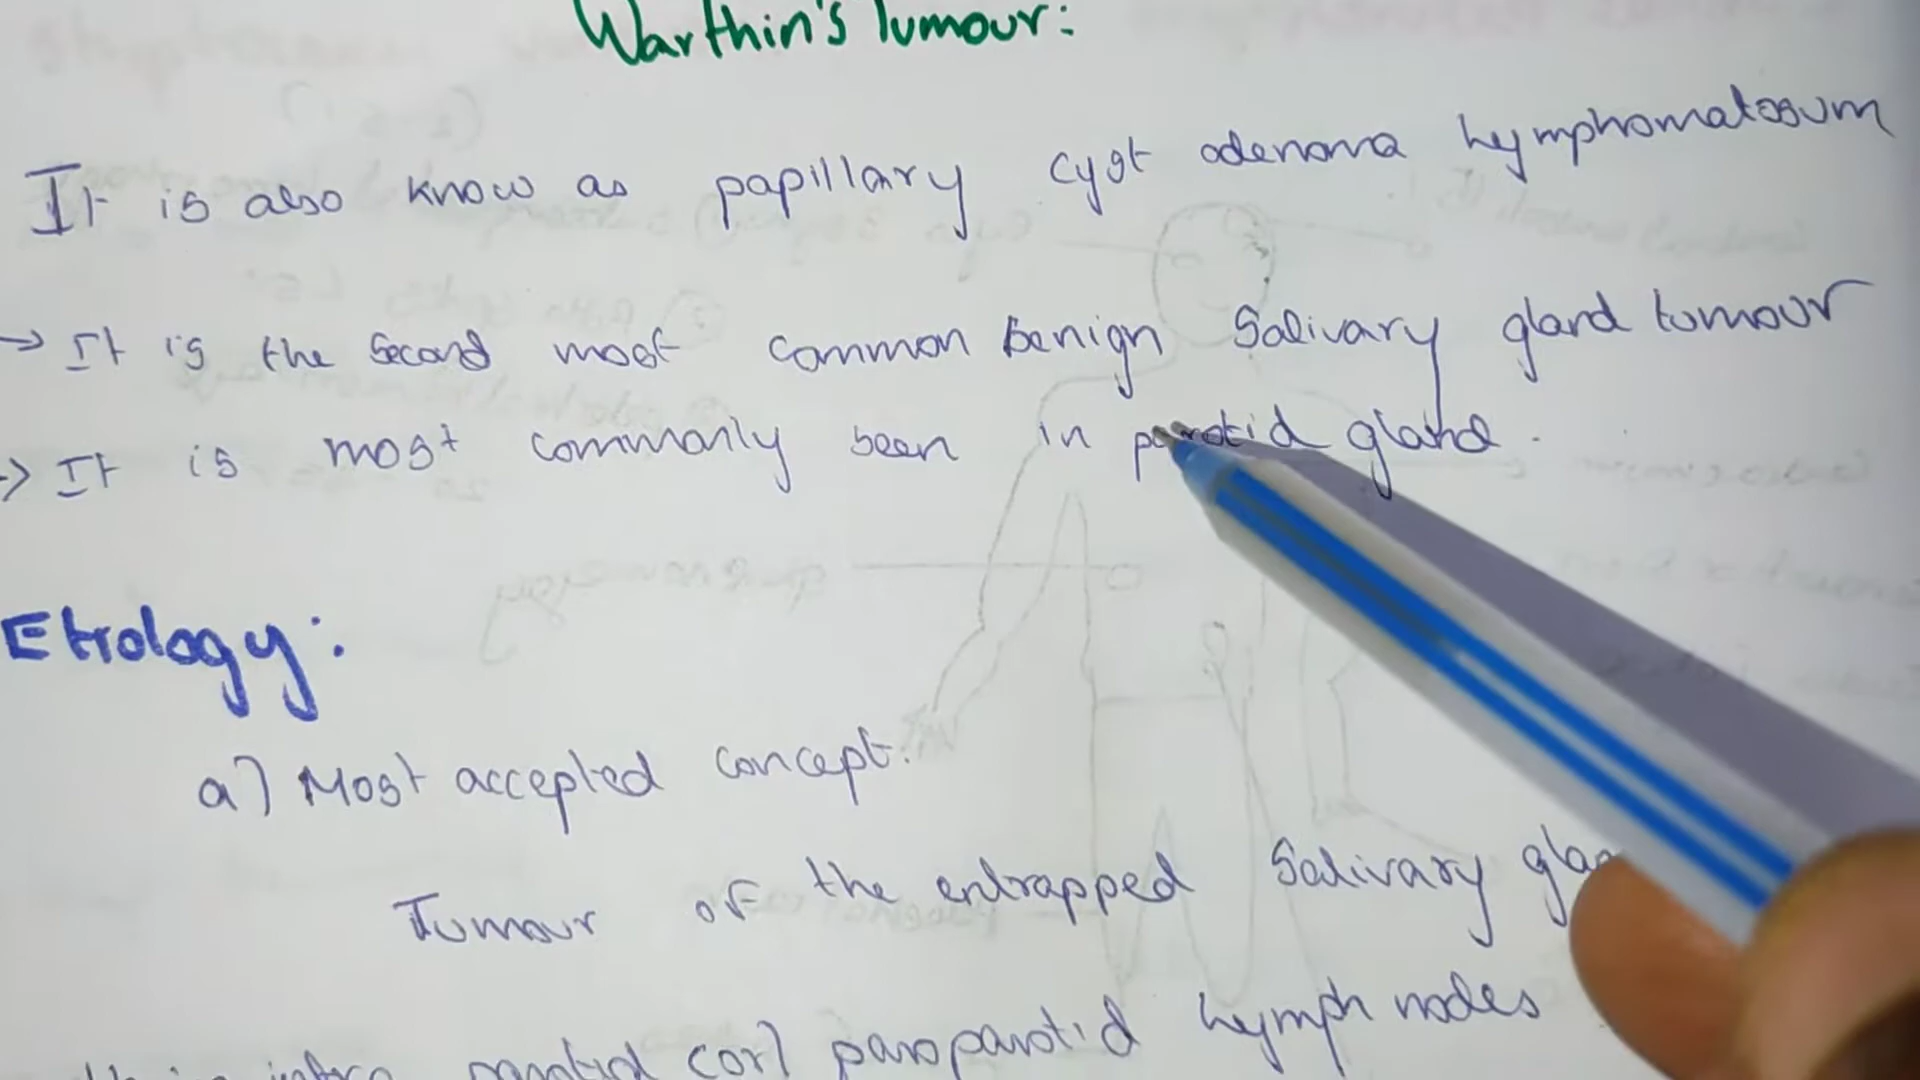 Warthin's Tumour:
It is also know as papillary cyst adenoma lymphomatosum
→ It is the second most common benign salivary gland tumour
→ It is most commonly seen in parotid gland.
Etiology:
a) Most accepted concept:
Tumour of the entrapped salivary
parotid (or) paraparotid lymph nodes